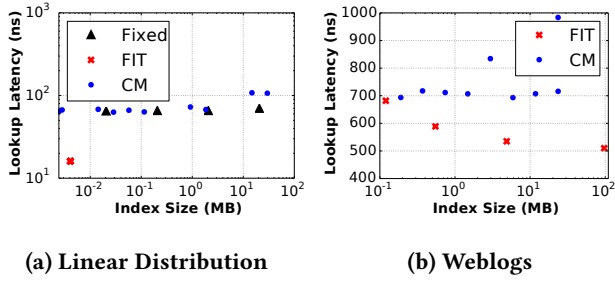 10³
10²
10¹
Lookup Latency (ns)
Fixed
FIT
CM
10⁻² 10⁻¹ 10⁰ 10¹ 10²
Index Size (MB)
(a) Linear Distribution
1000
900
800
700
600
500
400
Lookup Latency (ns)
FIT
CM
10⁻¹ 10⁰ 10¹ 10²
Index Size (MB)
(b) Weblogs